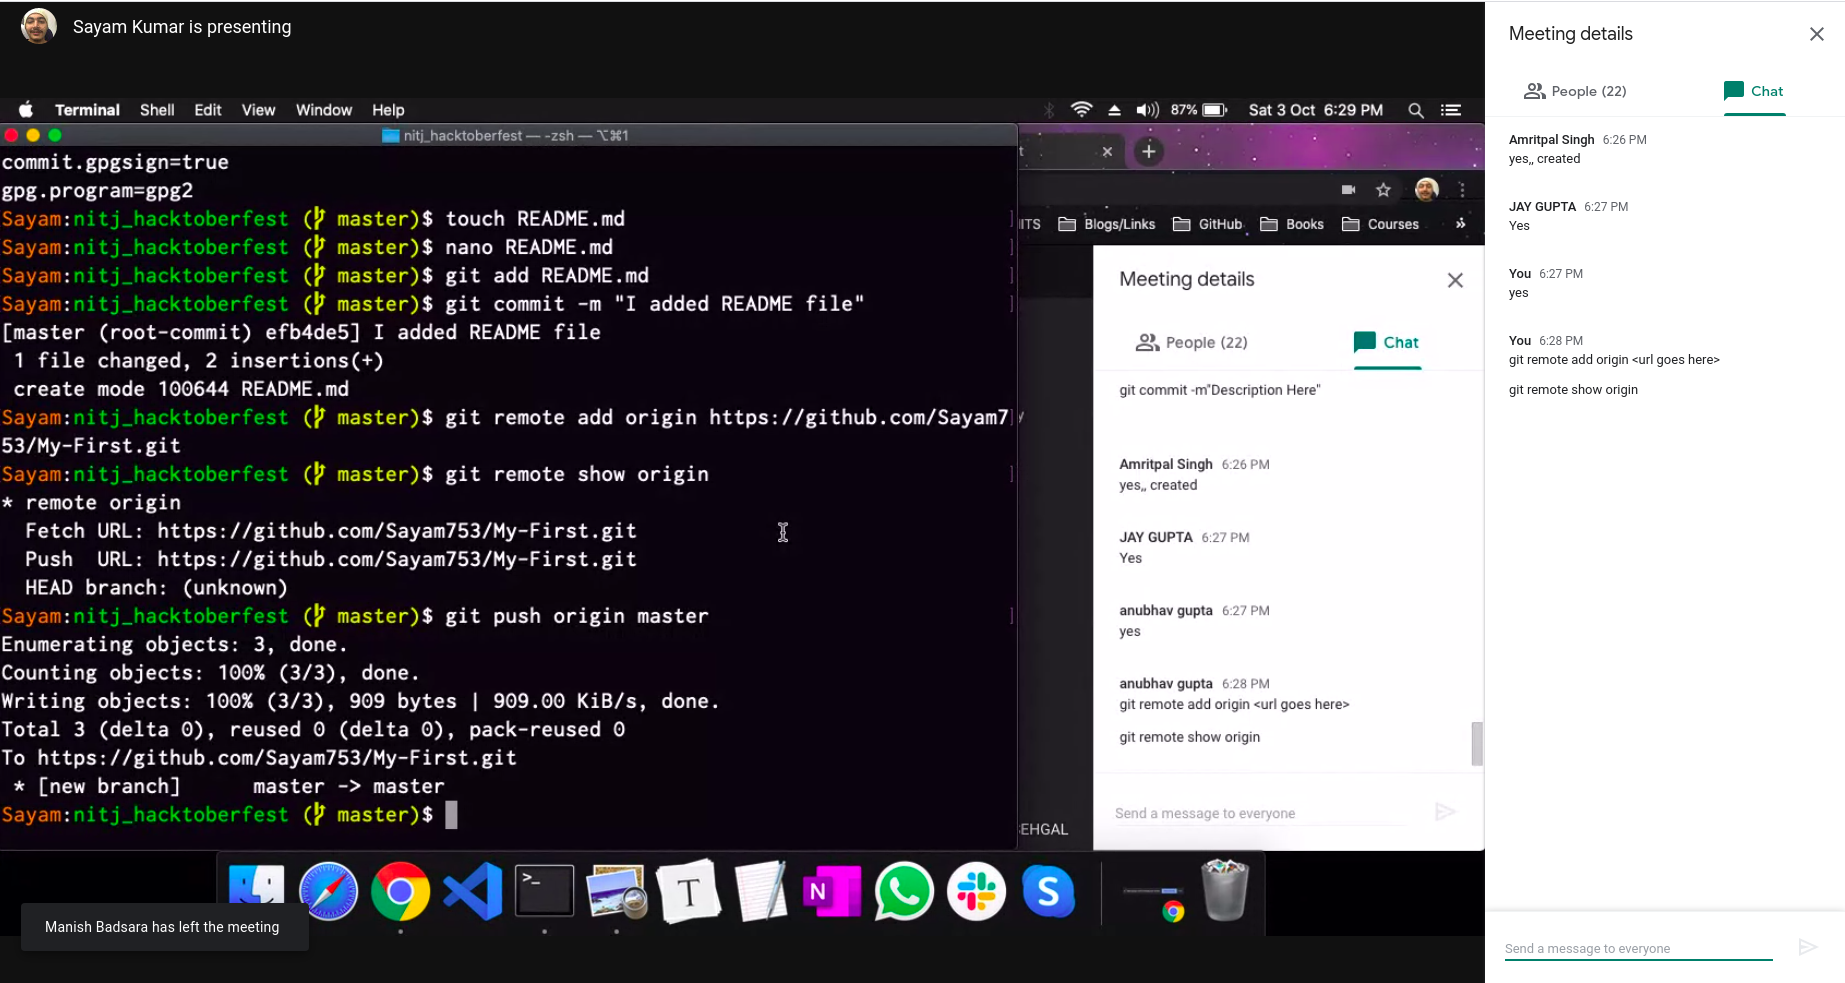 Sayam Kumar is presenting
Terminal Shell Edit View Window Help
87% Sat 3 Oct 6:29 PM
nitj_hacktoberfest — -zsh — ⌥⌘1
commit.gpgsign=true
gpg.program=gpg2
Sayam:nitj_hacktoberfest ( master)$ touch README.md
Sayam:nitj_hacktoberfest ( master)$ nano README.md
Sayam:nitj_hacktoberfest ( master)$ git add README.md
Sayam:nitj_hacktoberfest ( master)$ git commit -m "I added README file"
[master (root-commit) efb4de5] I added README file
1 file changed, 2 insertions(+)
create mode 100644 README.md
Sayam:nitj_hacktoberfest ( master)$ git remote add origin https://github.com/Sayam7
53/My-First.git
Sayam:nitj_hacktoberfest ( master)$ git remote show origin
* remote origin
Fetch URL: https://github.com/Sayam753/My-First.git
Push  URL: https://github.com/Sayam753/My-First.git
HEAD branch: (unknown)
Sayam:nitj_hacktoberfest ( master)$ git push origin master
Enumerating objects: 3, done.
Counting objects: 100% (3/3), done.
Writing objects: 100% (3/3), 909 bytes | 909.00 KiB/s, done.
Total 3 (delta 0), reused 0 (delta 0), pack-reused 0
To https://github.com/Sayam753/My-First.git
* [new branch]      master -> master
Sayam:nitj_hacktoberfest ( master)$
Blogs/Links GitHub Books Courses »
Meeting details
People (22) Chat
git commit -m"Description Here"
Amritpal Singh 6:26 PM
yes,, created
JAY GUPTA 6:27 PM
Yes
anubhav gupta 6:27 PM
yes
anubhav gupta 6:28 PM
git remote add origin <url goes here>
git remote show origin
Send a message to everyone
EHGAL
Manish Badsara has left the meeting
Meeting details
People (22) Chat
Amritpal Singh 6:26 PM
yes,, created
JAY GUPTA 6:27 PM
Yes
You 6:27 PM
yes
You 6:28 PM
git remote add origin <url goes here>
git remote show origin
Send a message to everyone